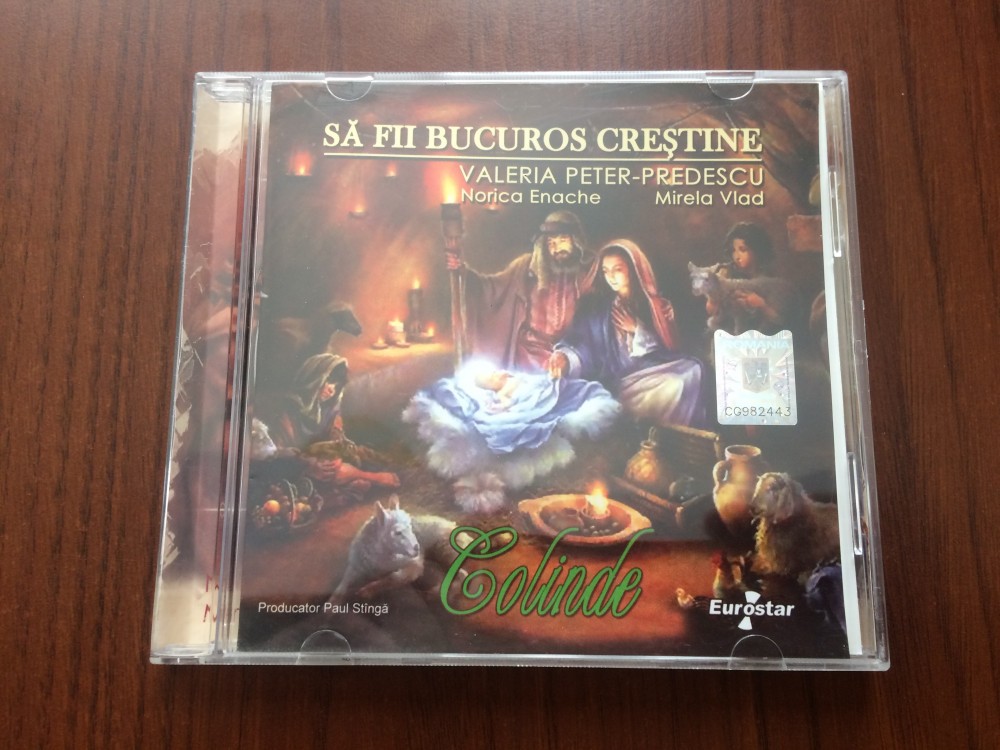 SĂ FII BUCUROS CREŞTINE
VALERIA PETER-PREDESCU
Norica Enache Mirela Vlad
ROMANIA
CG982443
Colinde
Producator Paul Stîngă
Eurostar